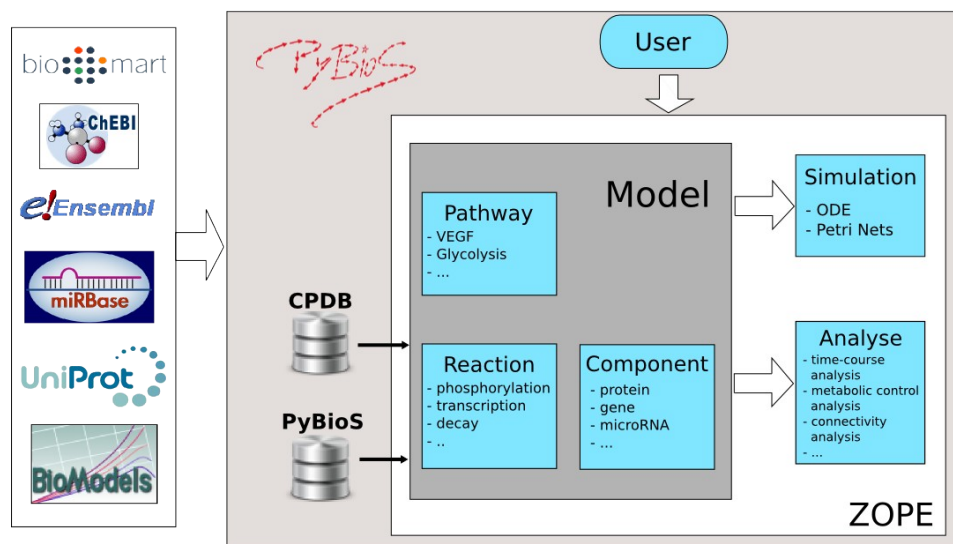 bio mart
ChEBI
e!Ensembl
miRBase
UniProt
BioModels
PyBioS
User
Model
Pathway
- VEGF
- Glycolysis
- ...
CPDB
Reaction
- phosphorylation
- transcription
- decay
- ..
PyBioS
Component
- protein
- gene
- microRNA
- ...
Simulation
- ODE
- Petri Nets
Analyse
- time-course
analysis
- metabolic control
analysis
- connectivity
analysis
- ...
ZOPE